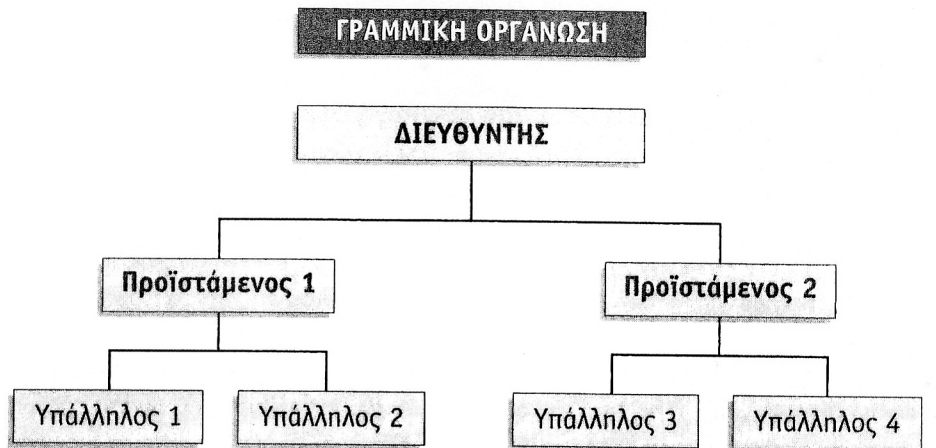 ΓΡΑΜΜΙΚΗ ΟΡΓΑΝΩΣΗ
ΔΙΕΥΘΥΝΤΗΣ
Προϊστάμενος 1
Προϊστάμενος 2
Υπάλληλος 1
Υπάλληλος 2
Υπάλληλος 3
Υπάλληλος 4